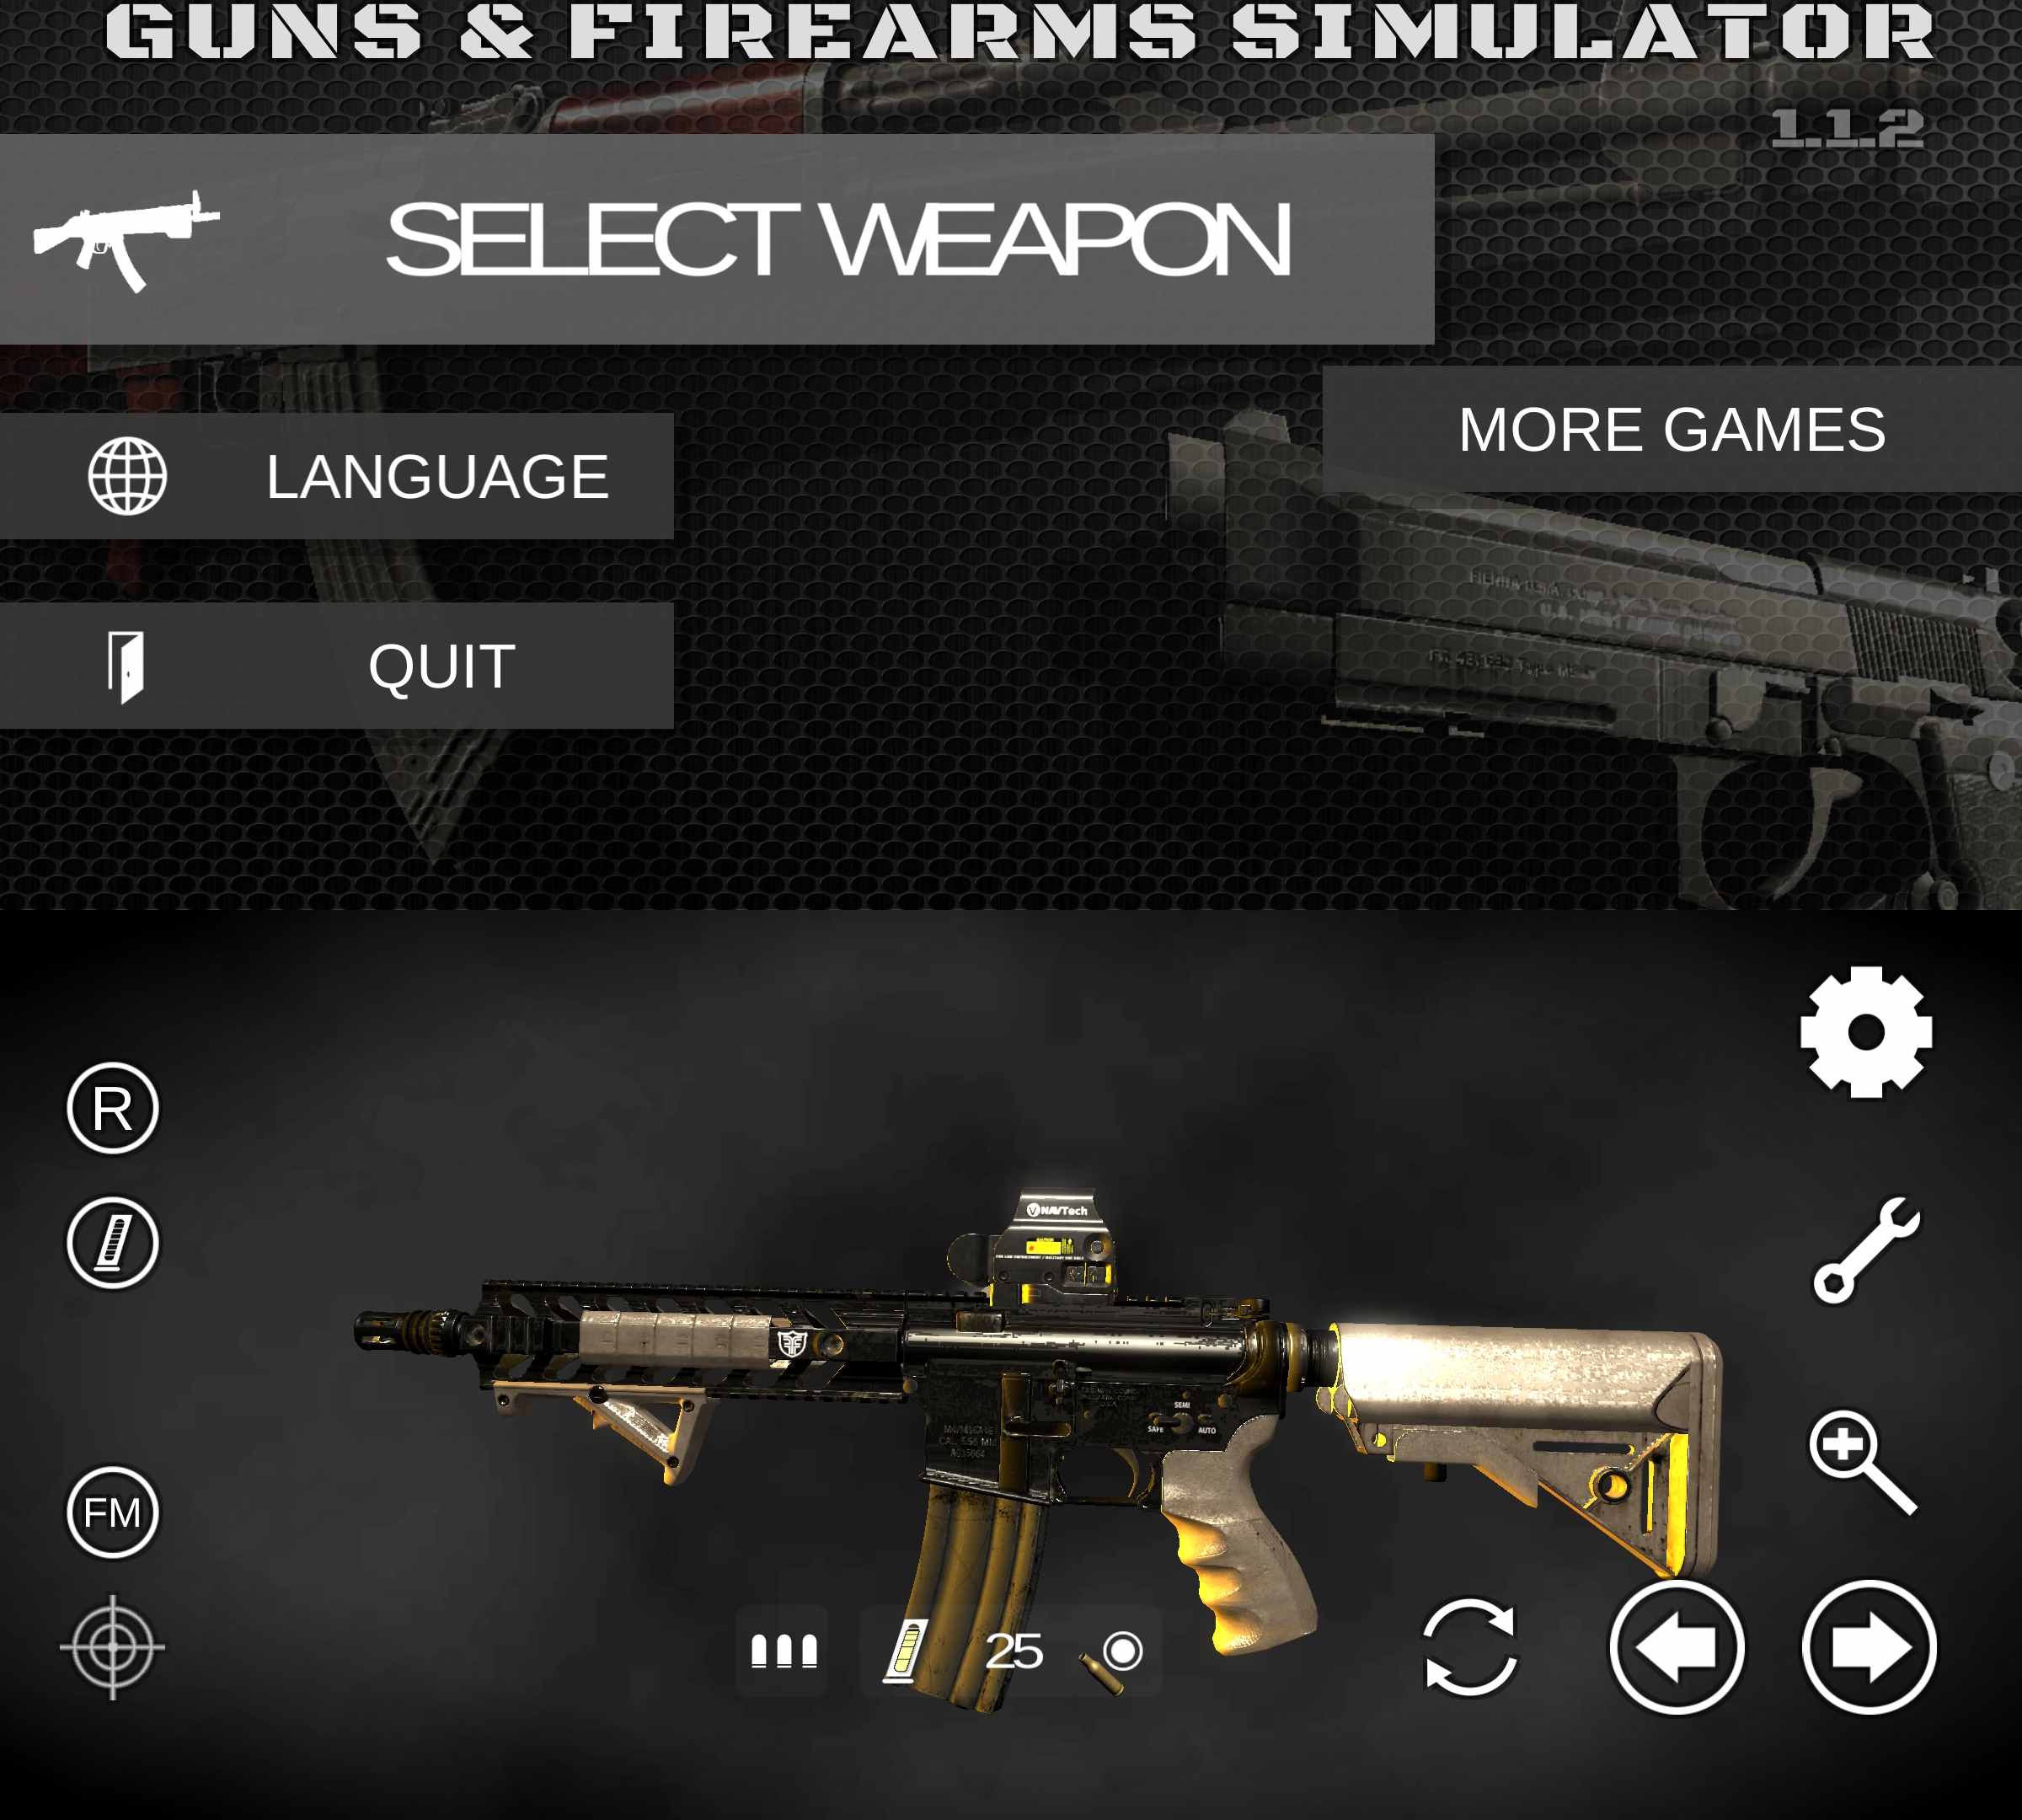 GUNS & FIREARMS SIMULATOR
1.1.2
SELECT WEAPON
MORE GAMES
LANGUAGE
QUIT
R
NAVTech
SEMI
SAFE
AUTO
FM
25